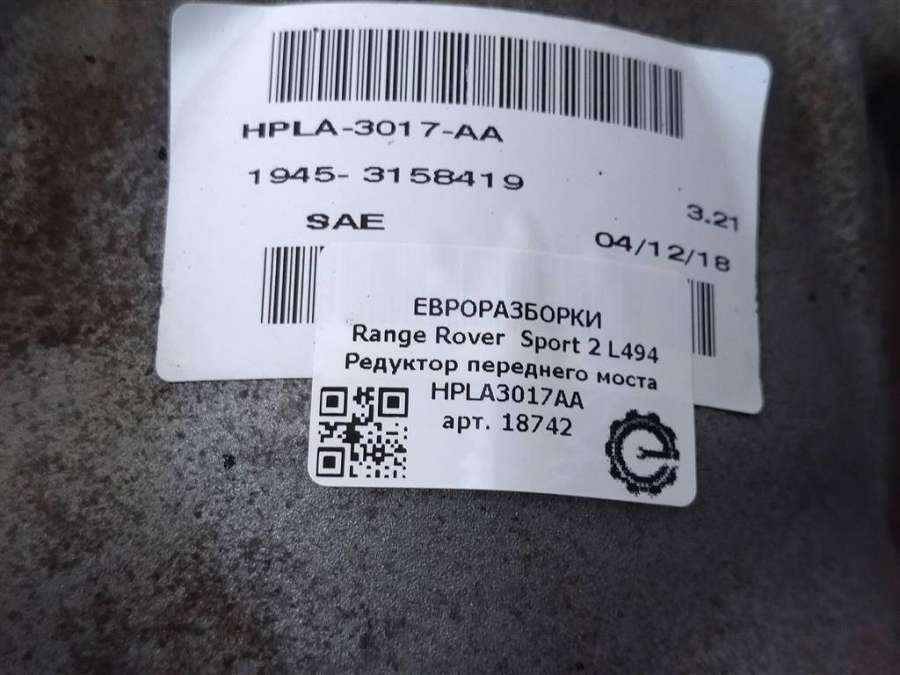 HPLA-3017-AA
1945- 3158419
3.21
SAE
04/12/18
ЕВРОРАЗБОРКИ
Range Rover Sport 2 L494
Редуктор переднего моста
HPLA3017AA
арт. 18742